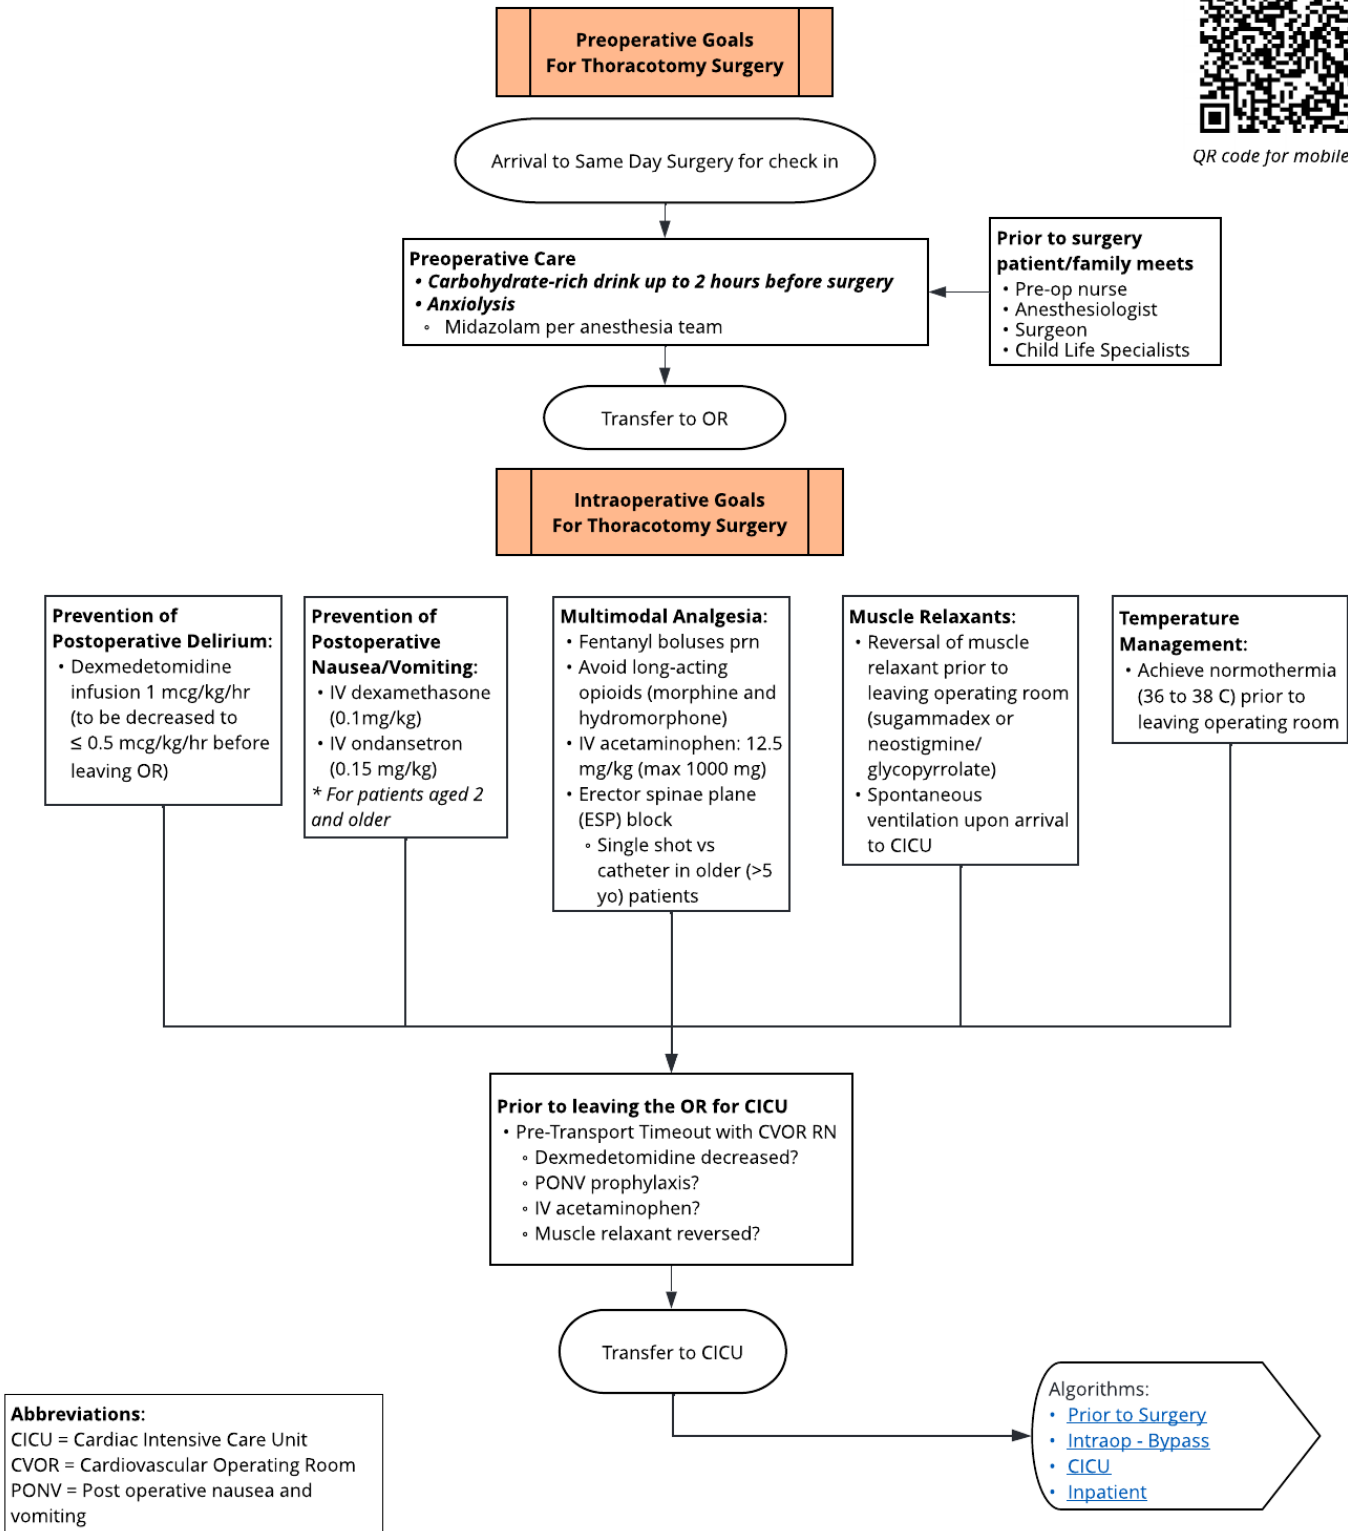 Preoperative Goals
For Thoracotomy Surgery
QR code for mobile
Arrival to Same Day Surgery for check in
Preoperative Care
• Carbohydrate-rich drink up to 2 hours before surgery
• Anxiolysis
◦ Midazolam per anesthesia team
Prior to surgery
patient/family meets
• Pre-op nurse
• Anesthesiologist
• Surgeon
• Child Life Specialists
Transfer to OR
Intraoperative Goals
For Thoracotomy Surgery
Prevention of
Postoperative Delirium:
• Dexmedetomidine
infusion 1 mcg/kg/hr
(to be decreased to
≤ 0.5 mcg/kg/hr before
leaving OR)
Prevention of
Postoperative
Nausea/Vomiting:
• IV dexamethasone
(0.1mg/kg)
• IV ondansetron
(0.15 mg/kg)
* For patients aged 2
and older
Multimodal Analgesia:
• Fentanyl boluses prn
• Avoid long-acting
opioids (morphine and
hydromorphone)
• IV acetaminophen: 12.5
mg/kg (max 1000 mg)
• Erector spinae plane
(ESP) block
◦ Single shot vs
catheter in older (>5
yo) patients
Muscle Relaxants:
• Reversal of muscle
relaxant prior to
leaving operating room
(sugammadex or
neostigmine/
glycopyrrolate)
• Spontaneous
ventilation upon arrival
to CICU
Temperature
Management:
• Achieve normothermia
(36 to 38 C) prior to
leaving operating room
Prior to leaving the OR for CICU
• Pre-Transport Timeout with CVOR RN
◦ Dexmedetomidine decreased?
◦ PONV prophylaxis?
◦ IV acetaminophen?
◦ Muscle relaxant reversed?
Transfer to CICU
Algorithms:
• Prior to Surgery
• Intraop - Bypass
• CICU
• Inpatient
Abbreviations:
CICU = Cardiac Intensive Care Unit
CVOR = Cardiovascular Operating Room
PONV = Post operative nausea and
vomiting